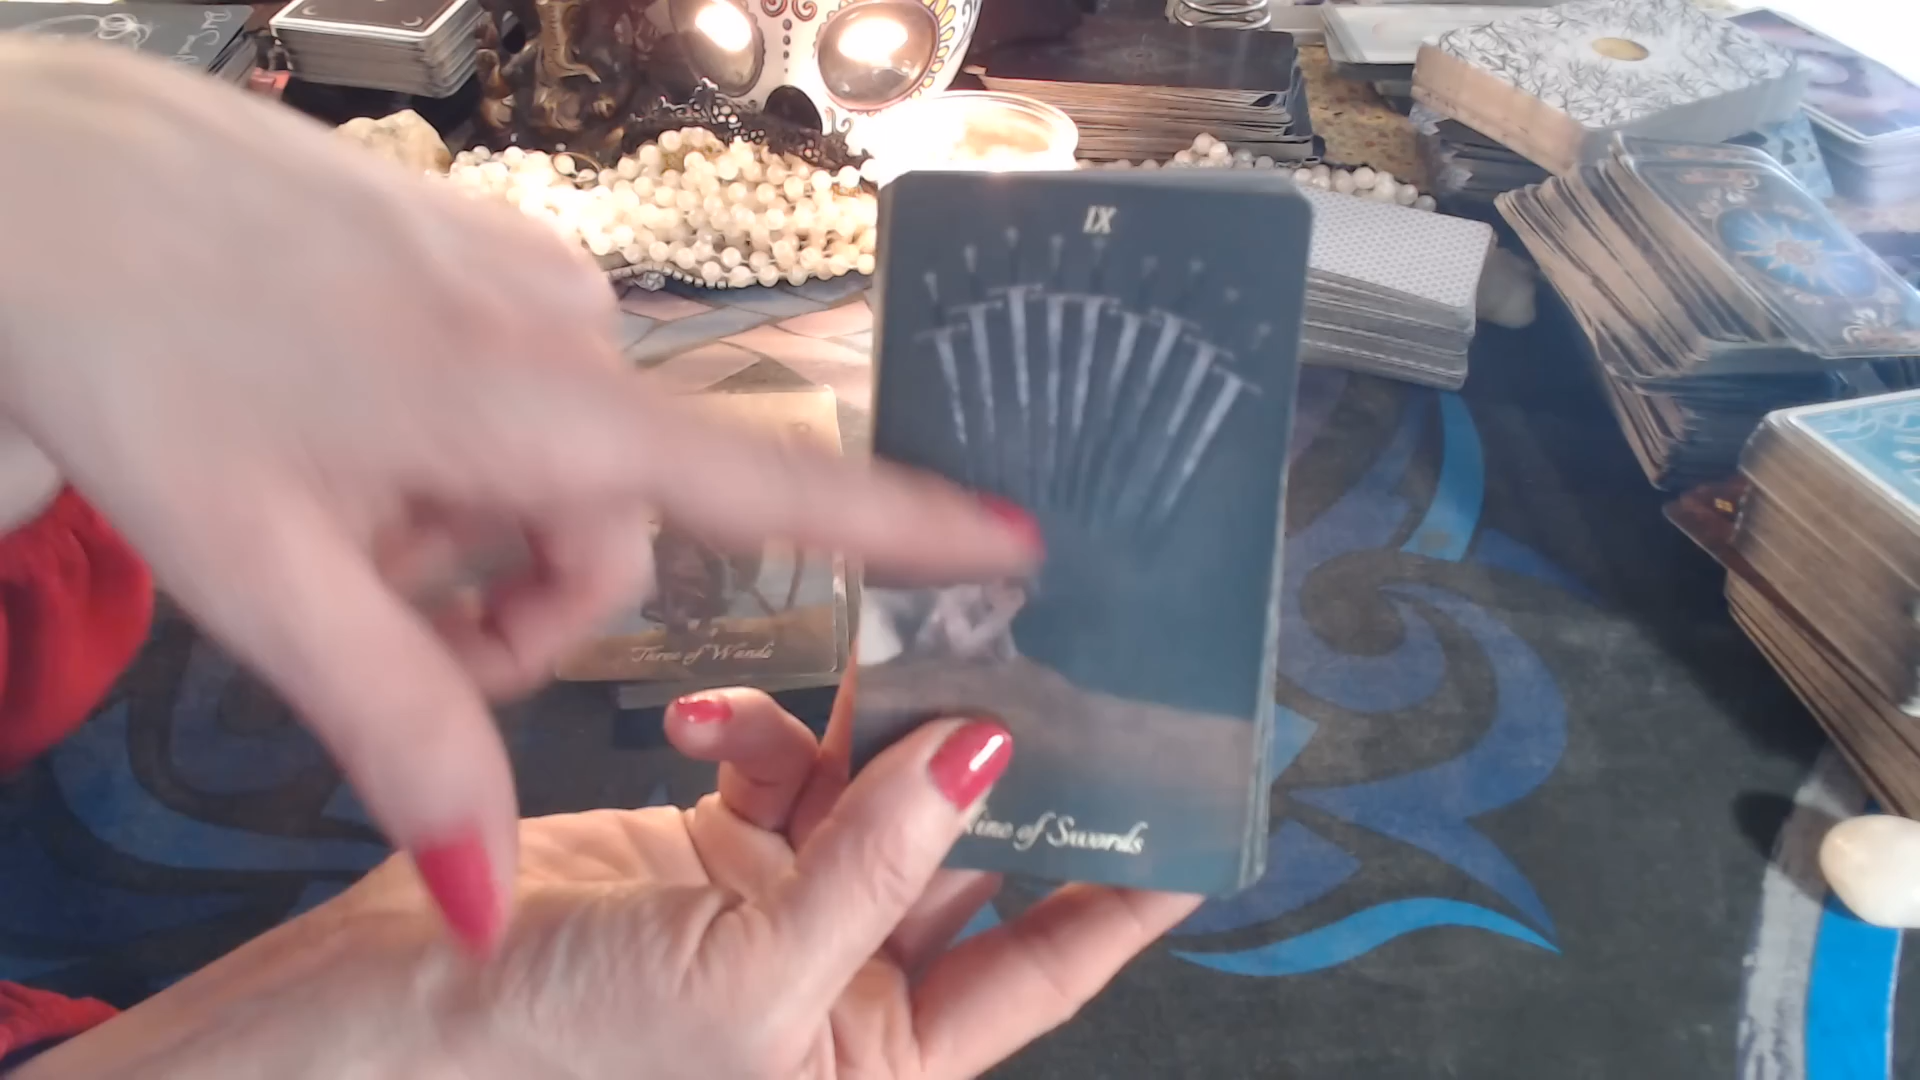 IX
Three of Wands
Nine of Swords